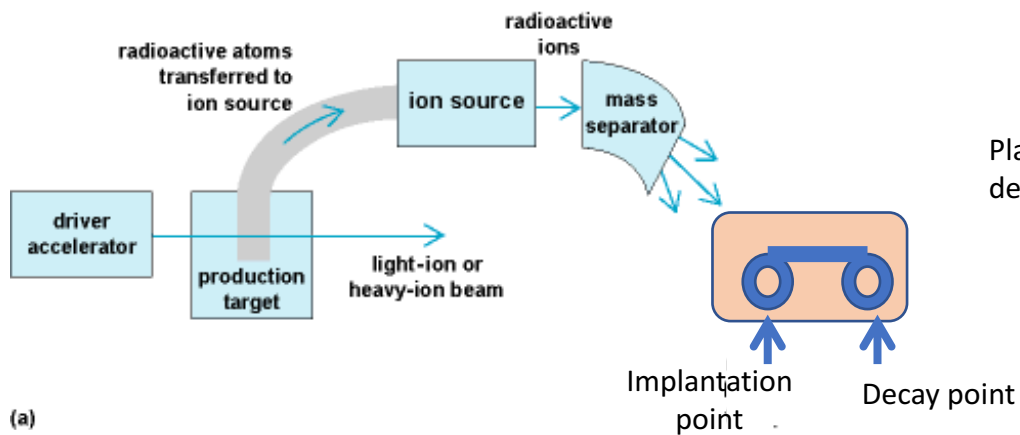 (a)
radioactive atoms
transferred to
ion source
radioactive
ions
ion source
mass
separator
driver
accelerator
production
target
light-ion or
heavy-ion beam
Implantation
point
Decay point
(a)